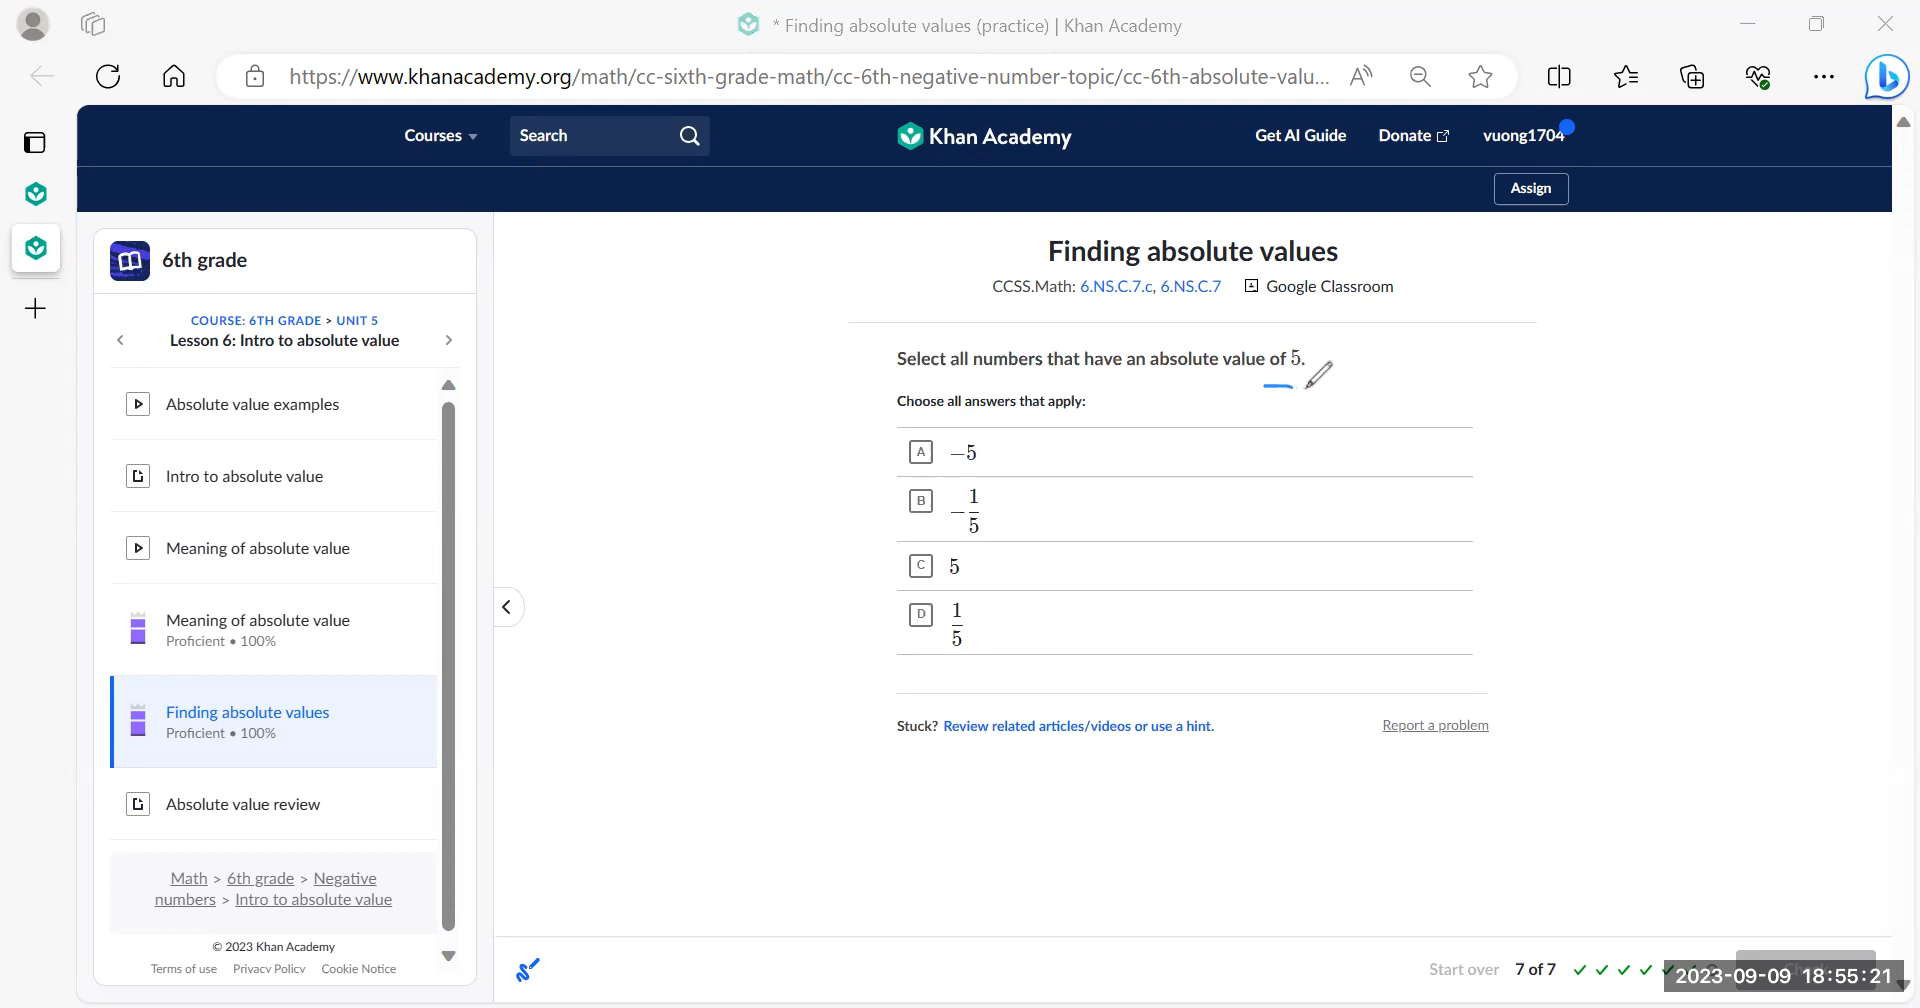 * Finding absolute values (practice) | Khan Academy
https://www.khanacademy.org/math/cc-sixth-grade-math/cc-6th-negative-number-topic/cc-6th-absolute-valu...
Courses
Search
Khan Academy
Get AI Guide
Donate
vuong1704
Assign
6th grade
COURSE: 6TH GRADE > UNIT 5
Lesson 6: Intro to absolute value
Absolute value examples
Intro to absolute value
Meaning of absolute value
Meaning of absolute value
Proficient • 100%
Finding absolute values
Proficient • 100%
Absolute value review
Math > 6th grade > Negative
numbers > Intro to absolute value
© 2023 Khan Academy
Terms of use Privacy Policy Cookie Notice
Finding absolute values
CCSS.Math: 6.NS.C.7.c, 6.NS.C.7 Google Classroom
Select all numbers that have an absolute value of 5.
Choose all answers that apply:
A −5
B −1/5
C 5
D 1/5
Stuck? Review related articles/videos or use a hint.
Report a problem
Start over 7 of 7
2023-09-09 18:55:21